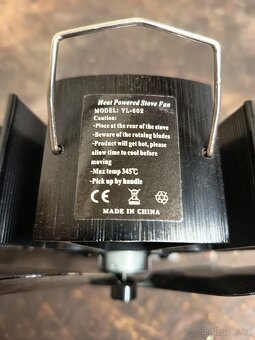 Heat Powered Stove Fan
MODEL: YL-602
Caution:
-Place at the rear of the stove
-Beware of the rotaing blades
-Product will get hot, please
allow time to cool before
moving
-Max temp 345℃
-Pick up by handle
CE
MADE IN CHINA